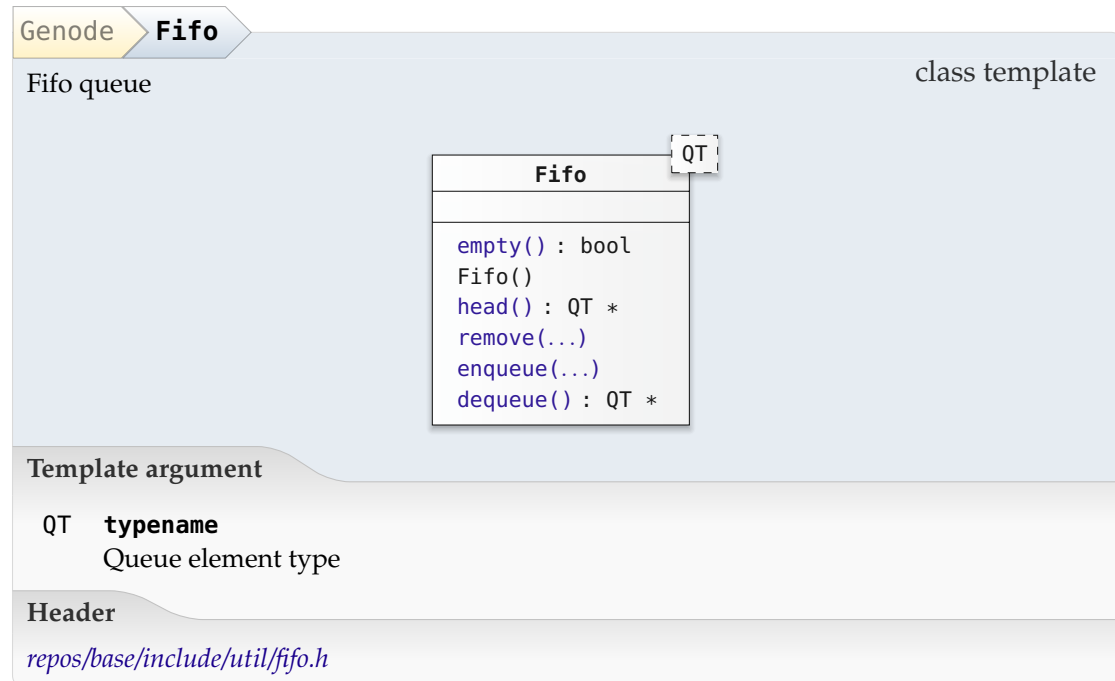 Genode Fifo
Fifo queue
class template
QT
Fifo
empty() : bool
Fifo()
head() : QT *
remove(...)
enqueue(...)
dequeue() : QT *
Template argument
QT typename
Queue element type
Header
repos/base/include/util/fifo.h